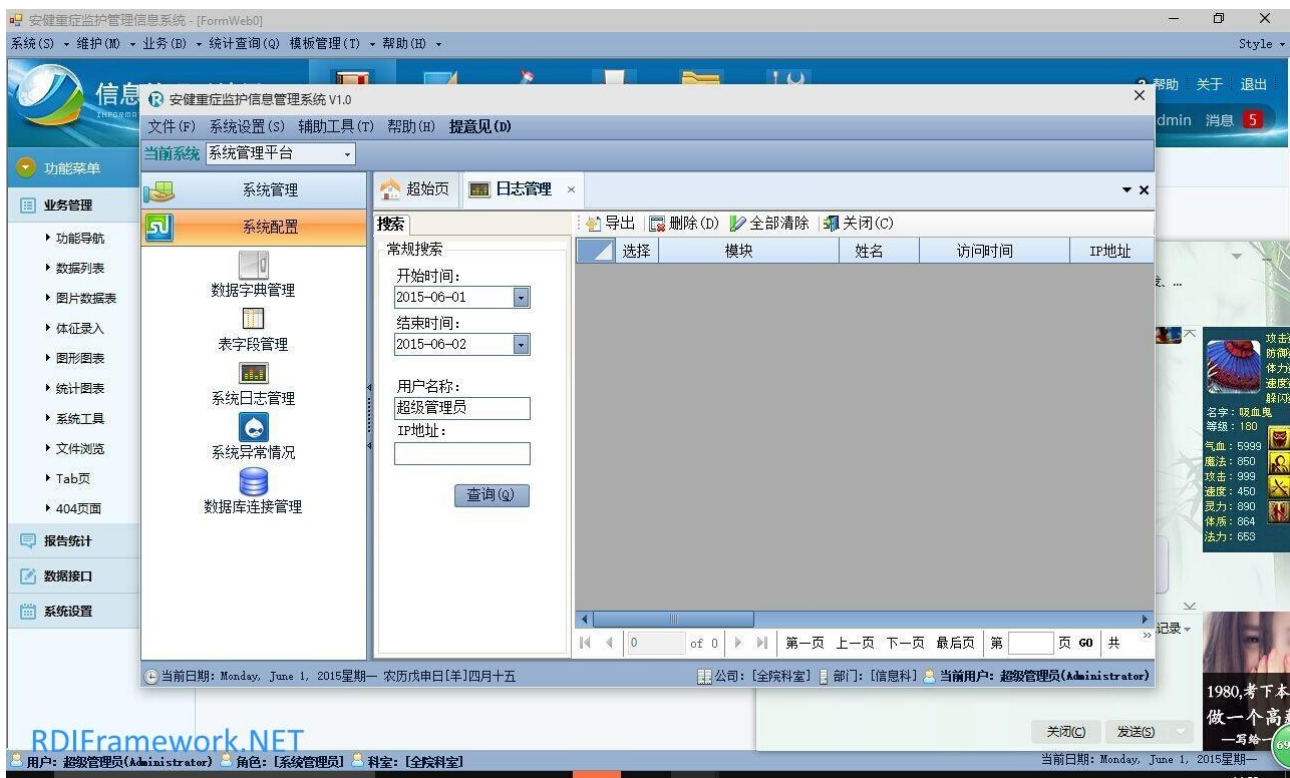 安健重症监护管理信息系统 - [FormWeb0]
系统(S) 维护(M) 业务(B) 统计查询(Q) 模板管理(T) 帮助(H)
Style
信息
帮助 关于 退出
dmin 消息 5
功能菜单
业务管理
功能导航
数据列表
图片数据表
体征录入
图形图表
统计图表
系统工具
文件浏览
Tab页
404页面
报告统计
数据接口
系统设置
安健重症监护信息管理系统 V1.0
文件(F) 系统设置(S) 辅助工具(T) 帮助(H) 提意见(D)
当前系统 系统管理平台
系统管理
系统配置
数据字典管理
表字段管理
系统日志管理
系统异常情况
数据库连接管理
超始页 日志管理
搜索
常规搜索
开始时间:
2015-06-01
结束时间:
2015-06-02
用户名称:
超级管理员
IP地址:
查询(Q)
导出 删除(D) 全部清除 关闭(C)
选择 模块 姓名 访问时间 IP地址
0 of 0 第一页 上一页 下一页 最后页 第 页 GO 共
当前日期: Monday, June 1, 2015星期一 农历戊申日[羊]四月十五
公司: [全院科室] 部门: [信息科] 当前用户: 超级管理员(Administrator)
名字:吸血鬼
等级:180
气血:5999
魔法:850
攻击:999
速度:450
灵力:890
体质:864
法力:653
记录
1980,考下本
做一个高
—写给一
69
关闭(C) 发送(S)
RDIFramework.NET
用户: 超级管理员(Administrator) 角色: [系统管理员] 科室: [全院科室]
当前日期: Monday, June 1, 2015星期一